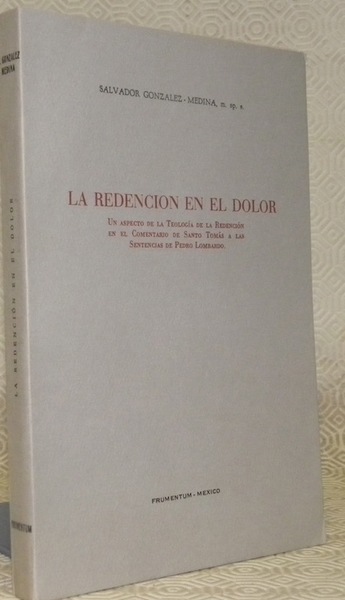 GONZALEZ
MEDINA
LA REDENCIÓN EN EL DOLOR
FRUMENTUM
SALVADOR GONZALEZ - MEDINA, m. sp. s.
LA REDENCION EN EL DOLOR
UN ASPECTO DE LA TEOLOGÍA DE LA REDENCIÓN
EN EL COMENTARIO DE SANTO TOMÁS A LAS
SENTENCIAS DE PEDRO LOMBARDO.
FRUMENTUM - MEXICO